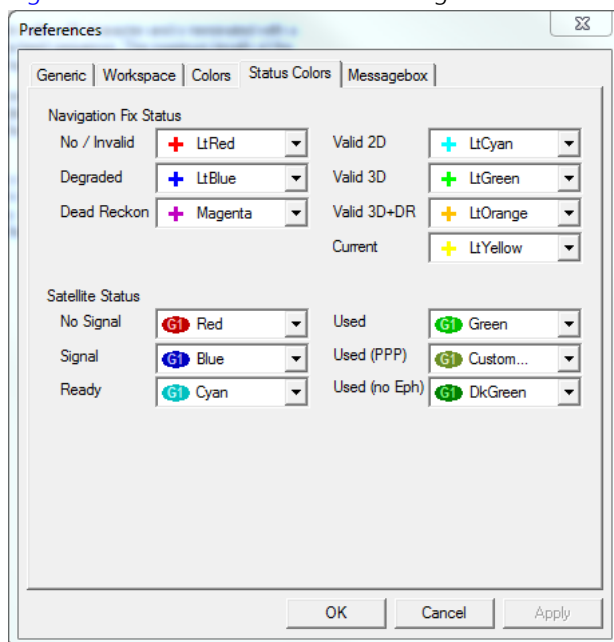 Preferences
Generic Workspace Colors Status Colors Messagebox
Navigation Fix Status
No / Invalid LtRed Valid 2D LtCyan
Degraded LtBlue Valid 3D LtGreen
Dead Reckon Magenta Valid 3D+DR LtOrange
Current LtYellow
Satellite Status
No Signal G1 Red Used G1 Green
Signal G1 Blue Used (PPP) G1 Custom...
Ready G1 Cyan Used (no Eph) G1 DkGreen
OK Cancel Apply